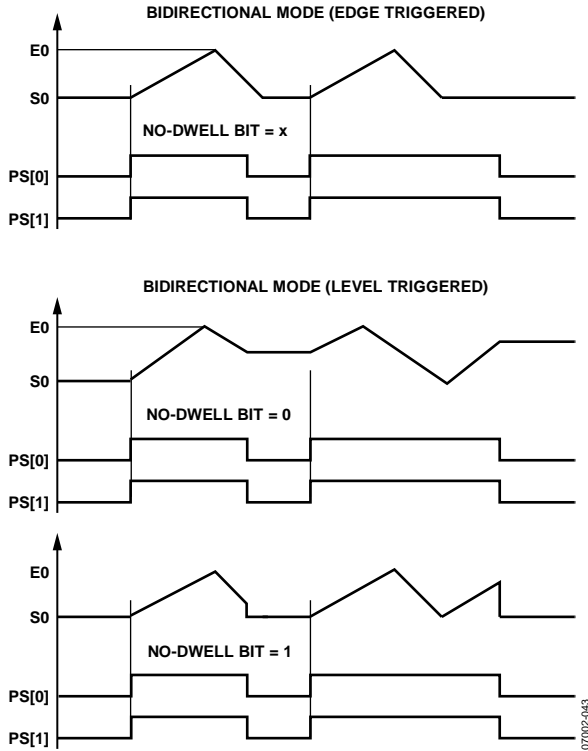 BIDIRECTIONAL MODE (EDGE TRIGGERED)
E0
S0
NO-DWELL BIT = x
PS[0]
PS[1]
BIDIRECTIONAL MODE (LEVEL TRIGGERED)
E0
S0
NO-DWELL BIT = 0
PS[0]
PS[1]
E0
S0
NO-DWELL BIT = 1
PS[0]
PS[1]
07002-043